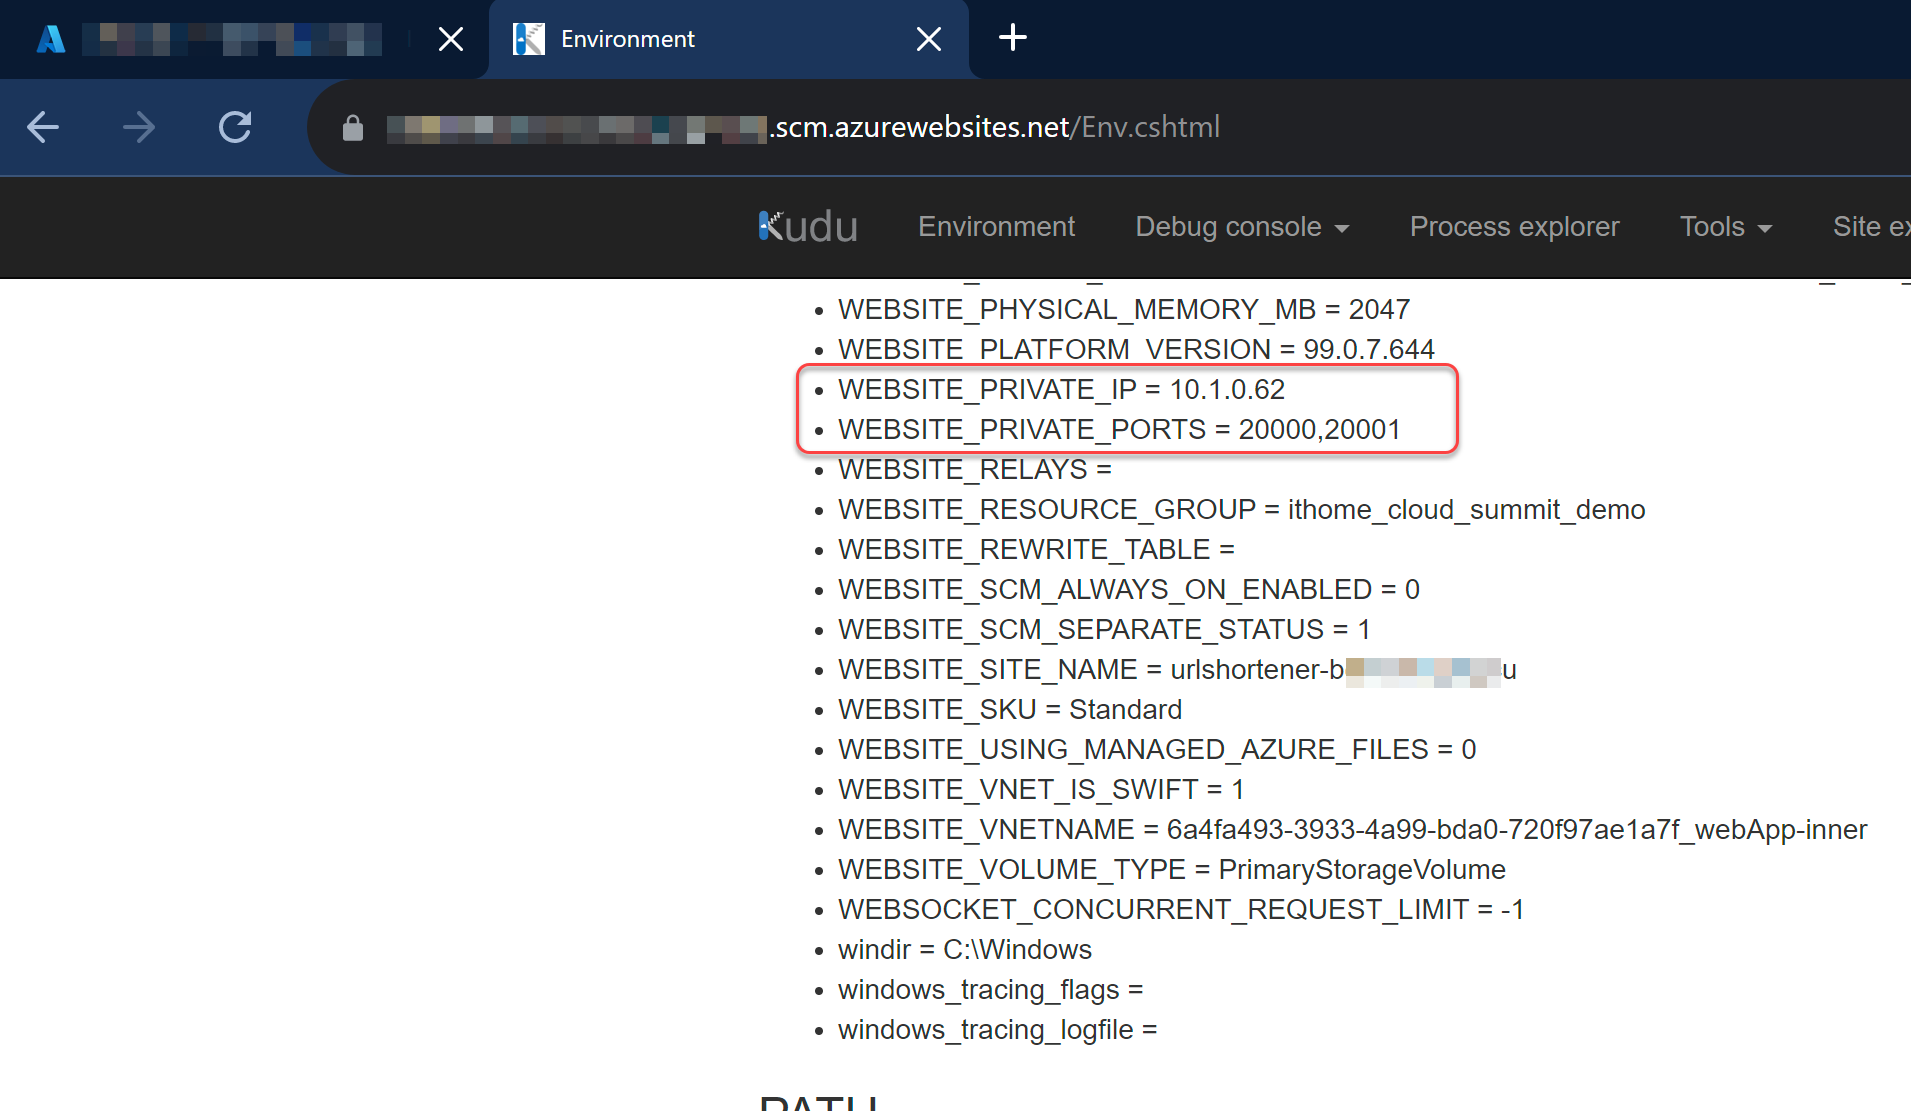 Environment
.scm.azurewebsites.net/Env.cshtml
Kudu Environment Debug console Process explorer Tools Site ex
WEBSITE_PHYSICAL_MEMORY_MB = 2047
WEBSITE_PLATFORM_VERSION = 99.0.7.644
WEBSITE_PRIVATE_IP = 10.1.0.62
WEBSITE_PRIVATE_PORTS = 20000,20001
WEBSITE_RELAYS =
WEBSITE_RESOURCE_GROUP = ithome_cloud_summit_demo
WEBSITE_REWRITE_TABLE =
WEBSITE_SCM_ALWAYS_ON_ENABLED = 0
WEBSITE_SCM_SEPARATE_STATUS = 1
WEBSITE_SITE_NAME = urlshortener-b u
WEBSITE_SKU = Standard
WEBSITE_USING_MANAGED_AZURE_FILES = 0
WEBSITE_VNET_IS_SWIFT = 1
WEBSITE_VNETNAME = 6a4fa493-3933-4a99-bda0-720f97ae1a7f_webApp-inner
WEBSITE_VOLUME_TYPE = PrimaryStorageVolume
WEBSOCKET_CONCURRENT_REQUEST_LIMIT = -1
windir = C:\Windows
windows_tracing_flags =
windows_tracing_logfile =
PATH